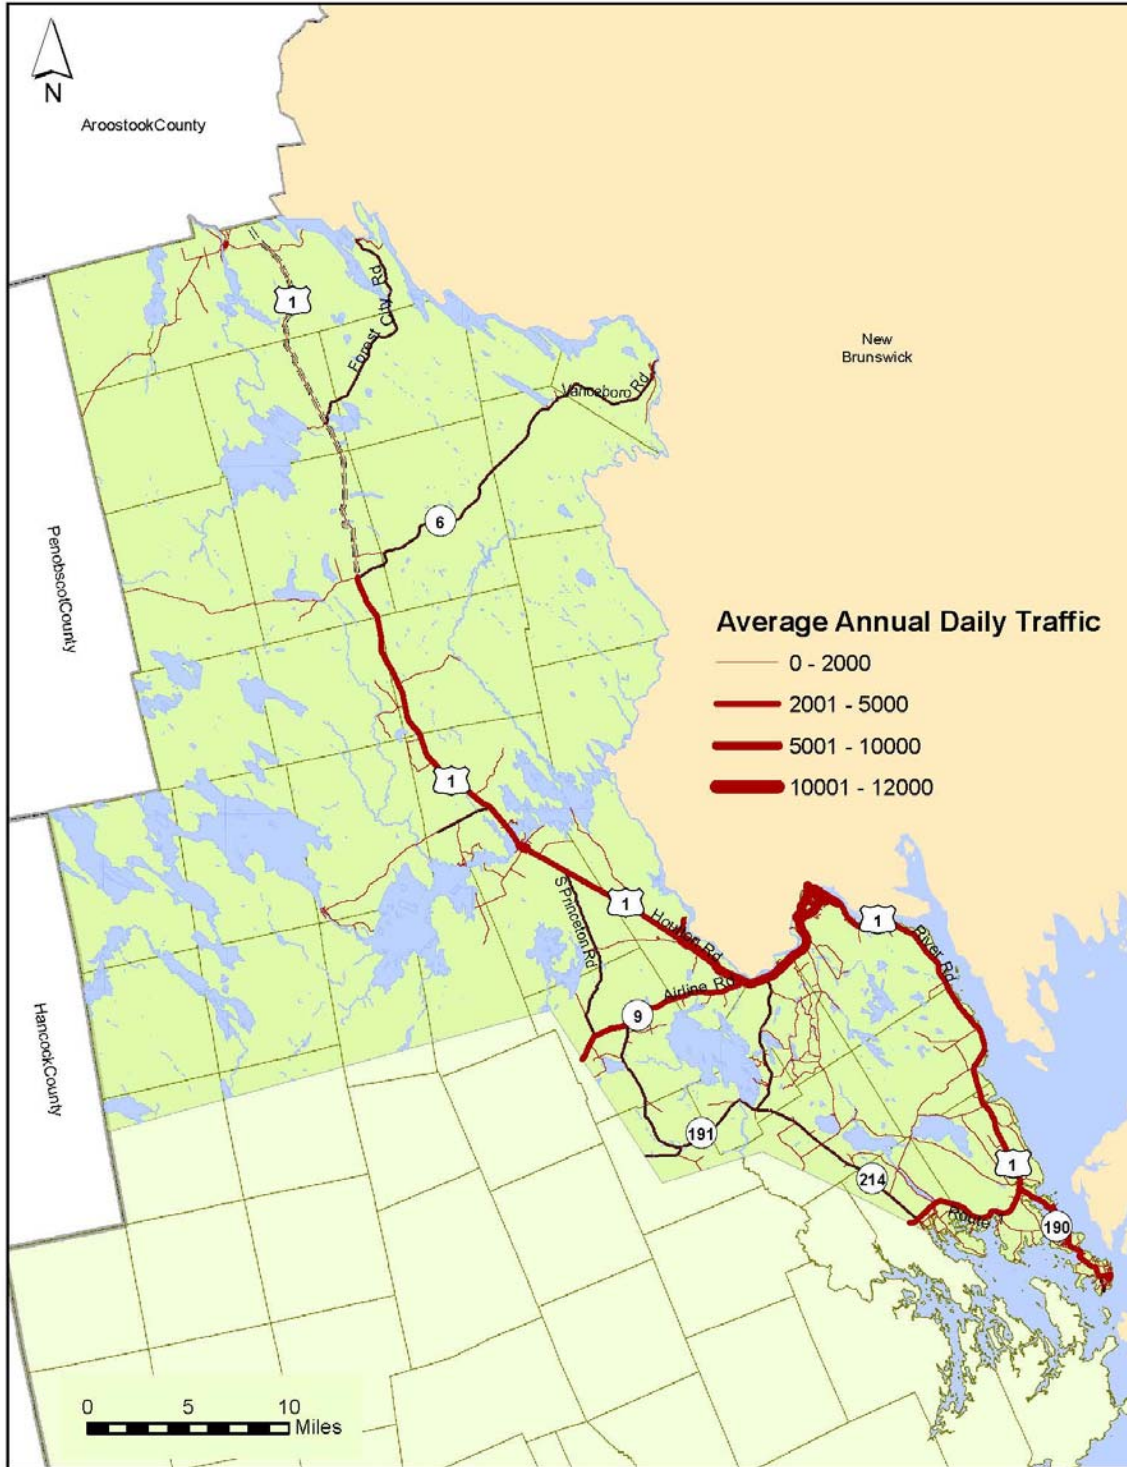 N
AroostookCounty
1
Forest City Rd
New
Brunswick
Vanceboro Rd
6
PenobscotCounty
Average Annual Daily Traffic
0 - 2000
2001 - 5000
5001 - 10000
10001 - 12000
1
S Princeton Rd
1
Houlton Rd
1
River Rd
Airline Rd
9
HancockCounty
191
1
214
Route
190
0 5 10
Miles